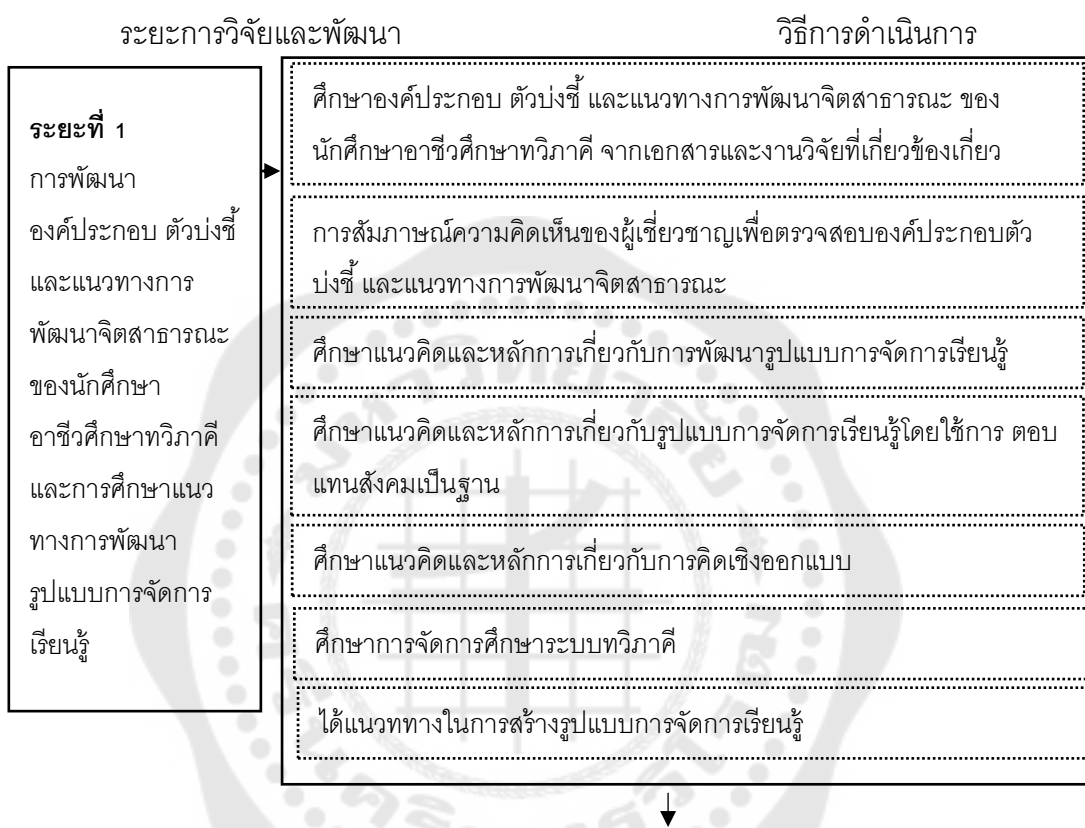 ระยะการวิจัยและพัฒนา
วิธีการดำเนินการ
ระยะที่ 1
การพัฒนา
องค์ประกอบ ตัวบ่งชี้
และแนวทางการ
พัฒนาจิตสาธารณะ
ของนักศึกษา
อาชีวศึกษาทวิภาคี
และการศึกษาแนว
ทางการพัฒนา
รูปแบบการจัดการ
เรียนรู้
ศึกษาองค์ประกอบ ตัวบ่งชี้ และแนวทางการพัฒนาจิตสาธารณะ ของ
นักศึกษาอาชีวศึกษาทวิภาคี จากเอกสารและงานวิจัยที่เกี่ยวข้องเกี่ยว
การสัมภาษณ์ความคิดเห็นของผู้เชี่ยวชาญเพื่อตรวจสอบองค์ประกอบตัว
บ่งชี้ และแนวทางการพัฒนาจิตสาธารณะ
ศึกษาแนวคิดและหลักการเกี่ยวกับการพัฒนารูปแบบการจัดการเรียนรู้
ศึกษาแนวคิดและหลักการเกี่ยวกับรูปแบบการจัดการเรียนรู้โดยใช้การ ตอบ
แทนสังคมเป็นฐาน
ศึกษาแนวคิดและหลักการเกี่ยวกับการคิดเชิงออกแบบ
ศึกษาการจัดการศึกษาระบบทวิภาคี
ได้แนวททางในการสร้างรูปแบบการจัดการเรียนรู้